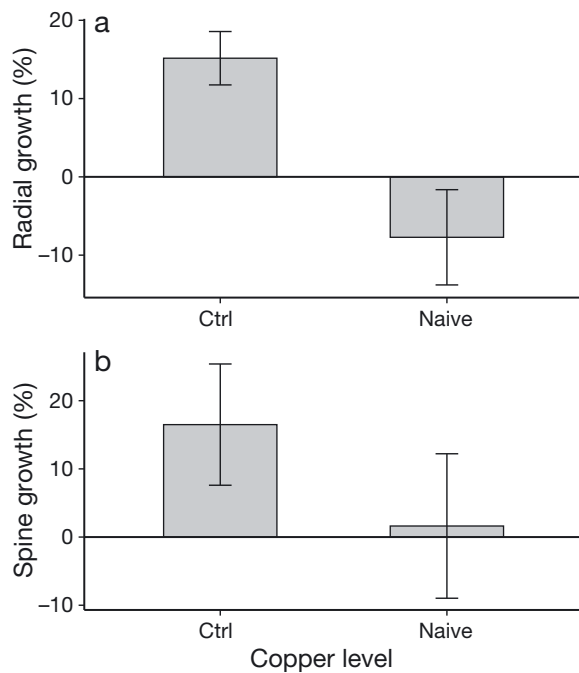 a
Radial growth (%)
20
10
0
–10
Ctrl Naive
b
Spine growth (%)
20
10
0
–10
Ctrl Naive
Copper level